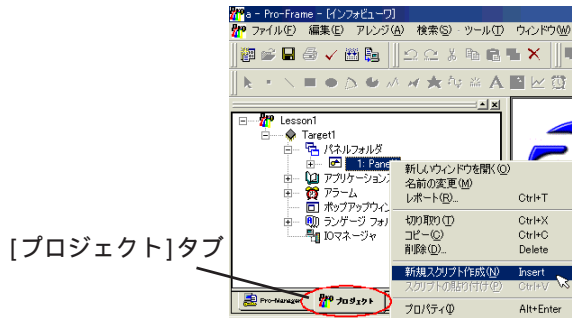 a - Pro-Frame - [インフォビューワ]
ファイル(F) 編集(E) アレンジ(A) 検索(S) ツール(T) ウィンドウ(W)
Lesson1
Target1
パネルフォルダ
1: Pane
アプリケーション
アラーム
ポップアップウィン
ランゲージ フォル
IOマネージャ
新しいウィンドウを開く(O)
名前の変更(M)
レポート(R)... Ctrl+T
切り取り(T) Ctrl+X
コピー(C) Ctrl+C
削除(D)... Delete
新規スクリプト作成(N) Insert
スクリプトの貼り付け(P) Ctrl+V
プロパティ(I) Alt+Enter
[プロジェクト]タブ
Pro-Manager プロジェクト